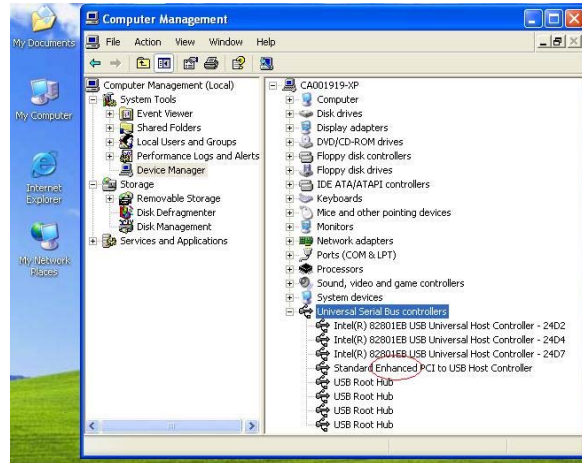 My Documents
My Computer
Internet
Explorer
My Network
Places
Computer Management
File Action View Window Help
Computer Management (Local)
System Tools
Event Viewer
Shared Folders
Local Users and Groups
Performance Logs and Alerts
Device Manager
Storage
Removable Storage
Disk Defragmenter
Disk Management
Services and Applications
CA001919-XP
Computer
Disk drives
Display adapters
DVD/CD-ROM drives
Floppy disk controllers
Floppy disk drives
IDE ATA/ATAPI controllers
Keyboards
Mice and other pointing devices
Monitors
Network adapters
Ports (COM & LPT)
Processors
Sound, video and game controllers
System devices
Universal Serial Bus controllers
Intel(R) 82801EB USB Universal Host Controller - 24D2
Intel(R) 82801EB USB Universal Host Controller - 24D4
Intel(R) 82801EB USB Universal Host Controller - 24D7
Standard Enhanced PCI to USB Host Controller
USB Root Hub
USB Root Hub
USB Root Hub
USB Root Hub